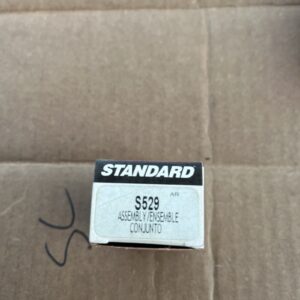 STANDARD
AR
S529
ASSEMBLY/ENSEMBLE
CONJUNTO